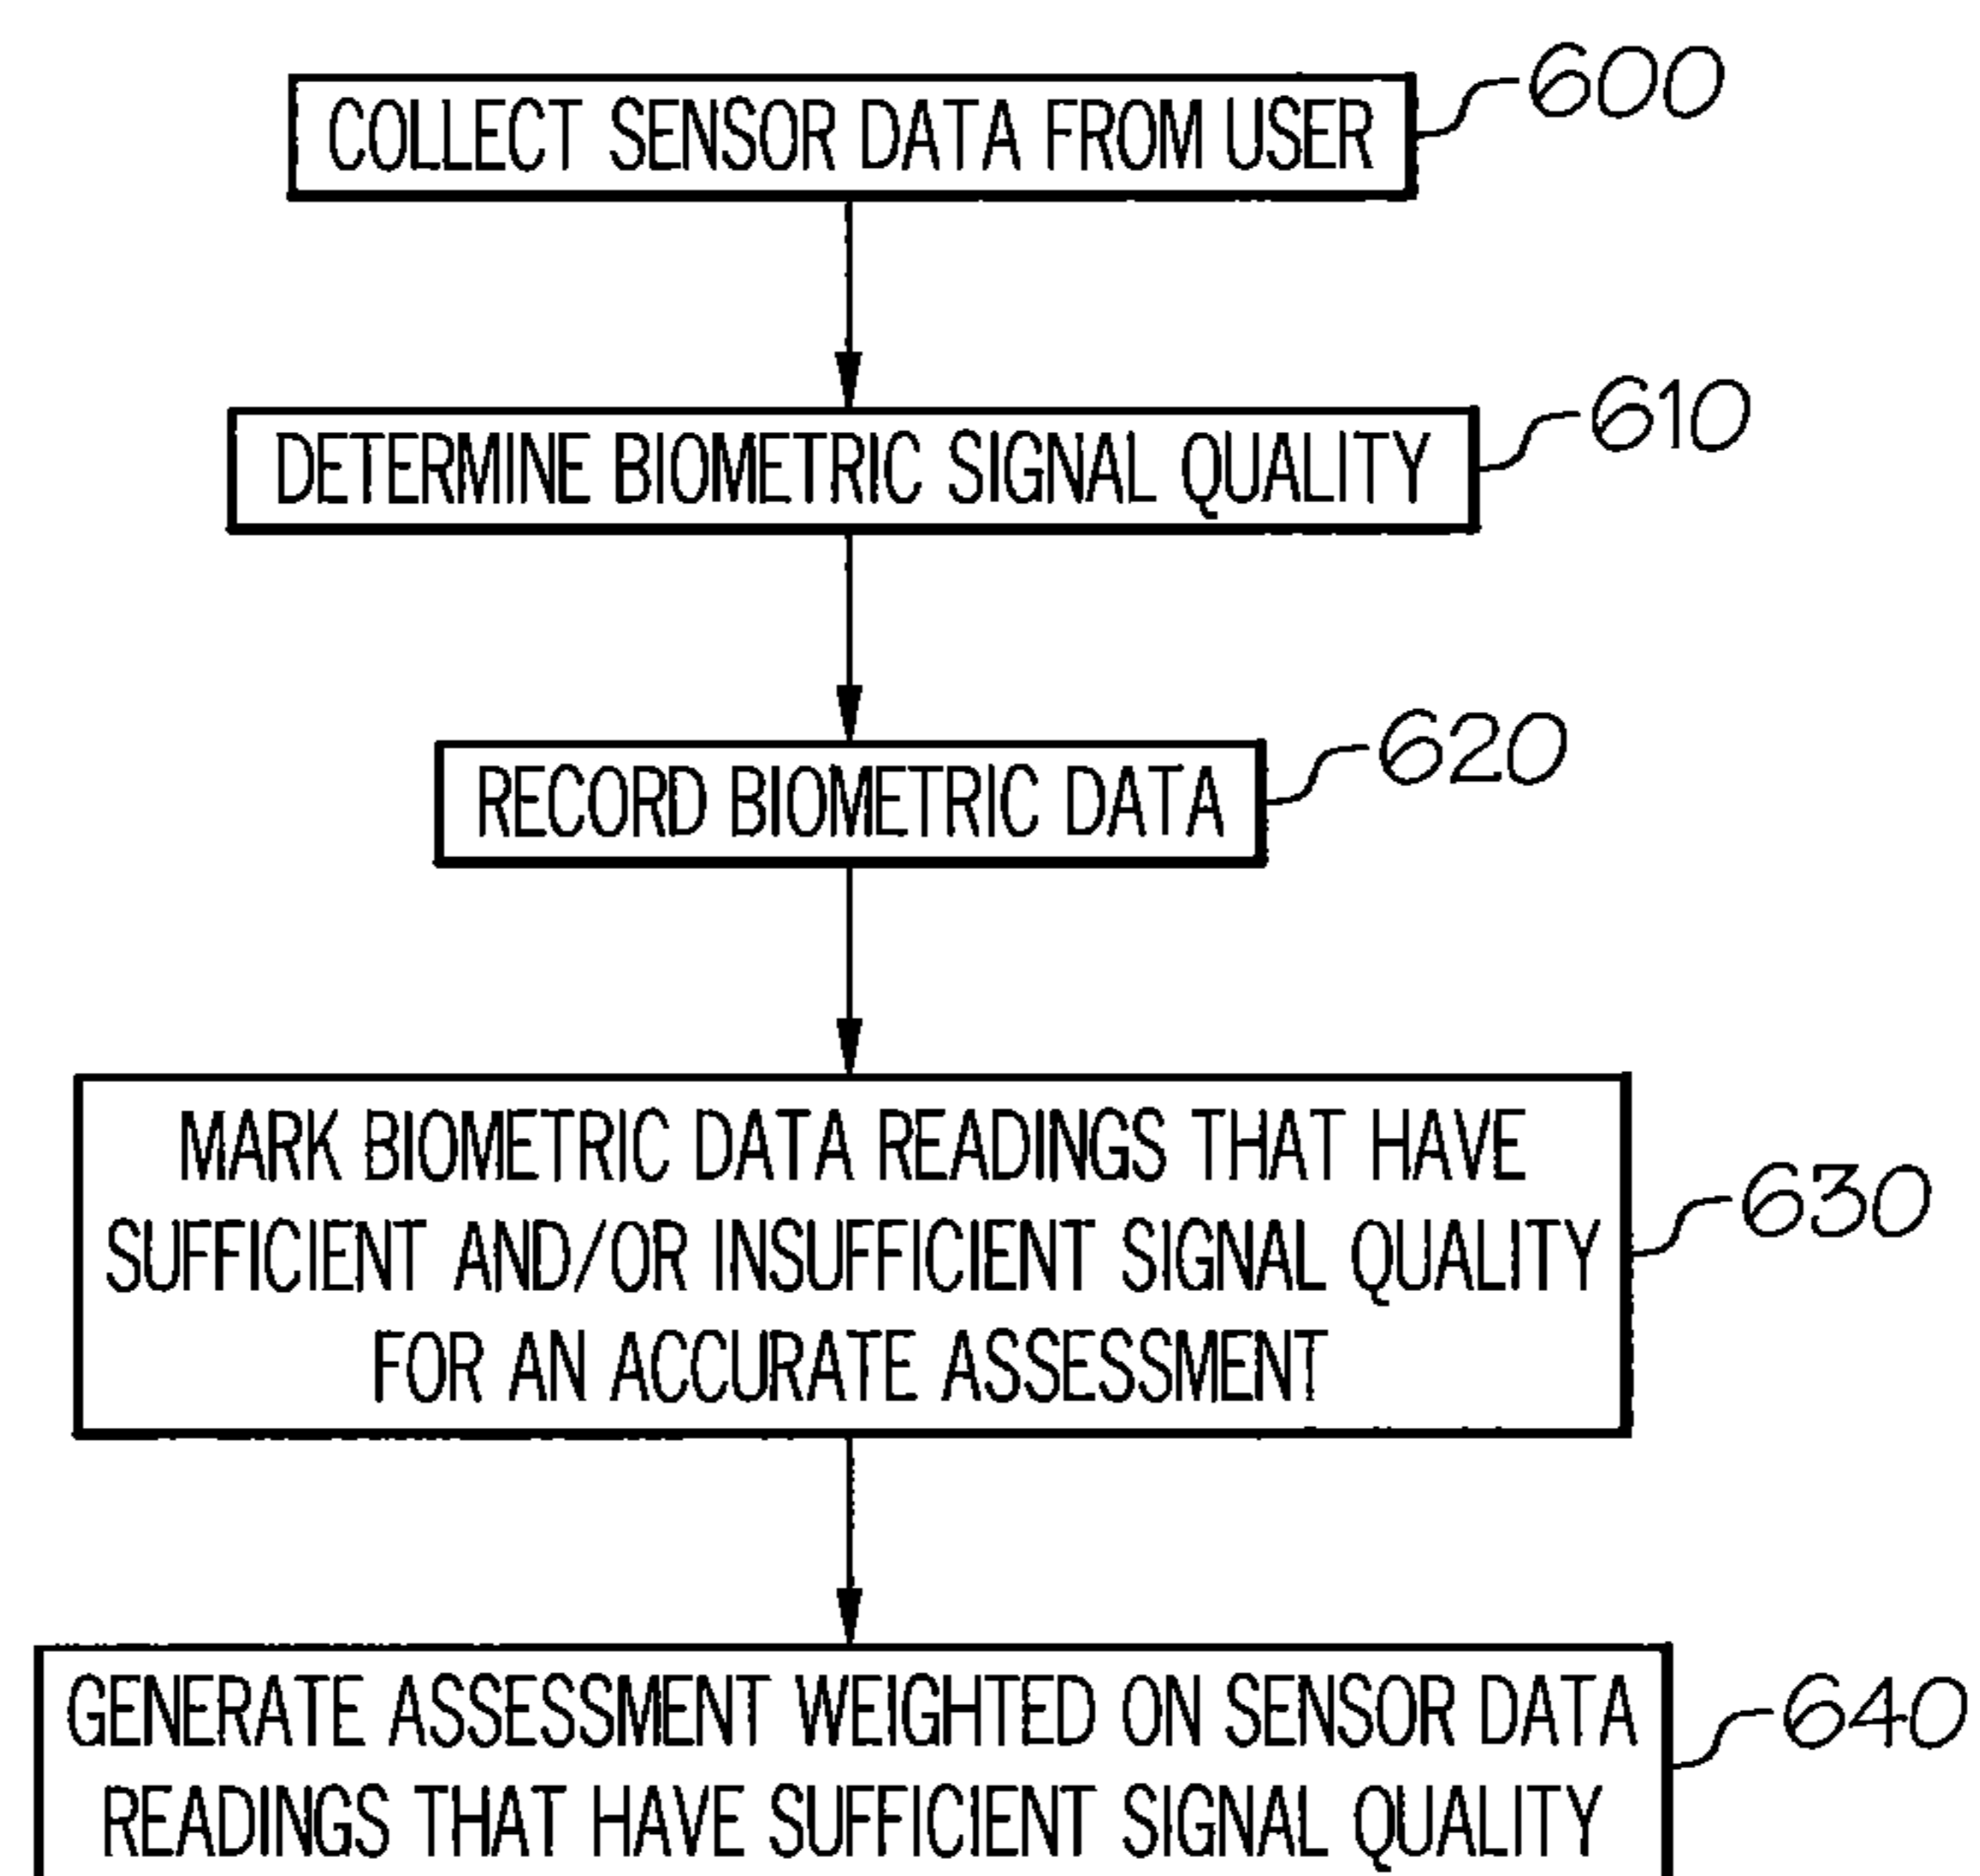 COLLECT SENSOR DATA FROM USER
600
DETERMINE BIOMETRIC SIGNAL QUALITY
610
RECORD BIOMETRIC DATA
620
MARK BIOMETRIC DATA READINGS THAT HAVE
SUFFICIENT AND/OR INSUFFICIENT SIGNAL QUALITY
FOR AN ACCURATE ASSESSMENT
630
GENERATE ASSESSMENT WEIGHTED ON SENSOR DATA
READINGS THAT HAVE SUFFICIENT SIGNAL QUALITY
640